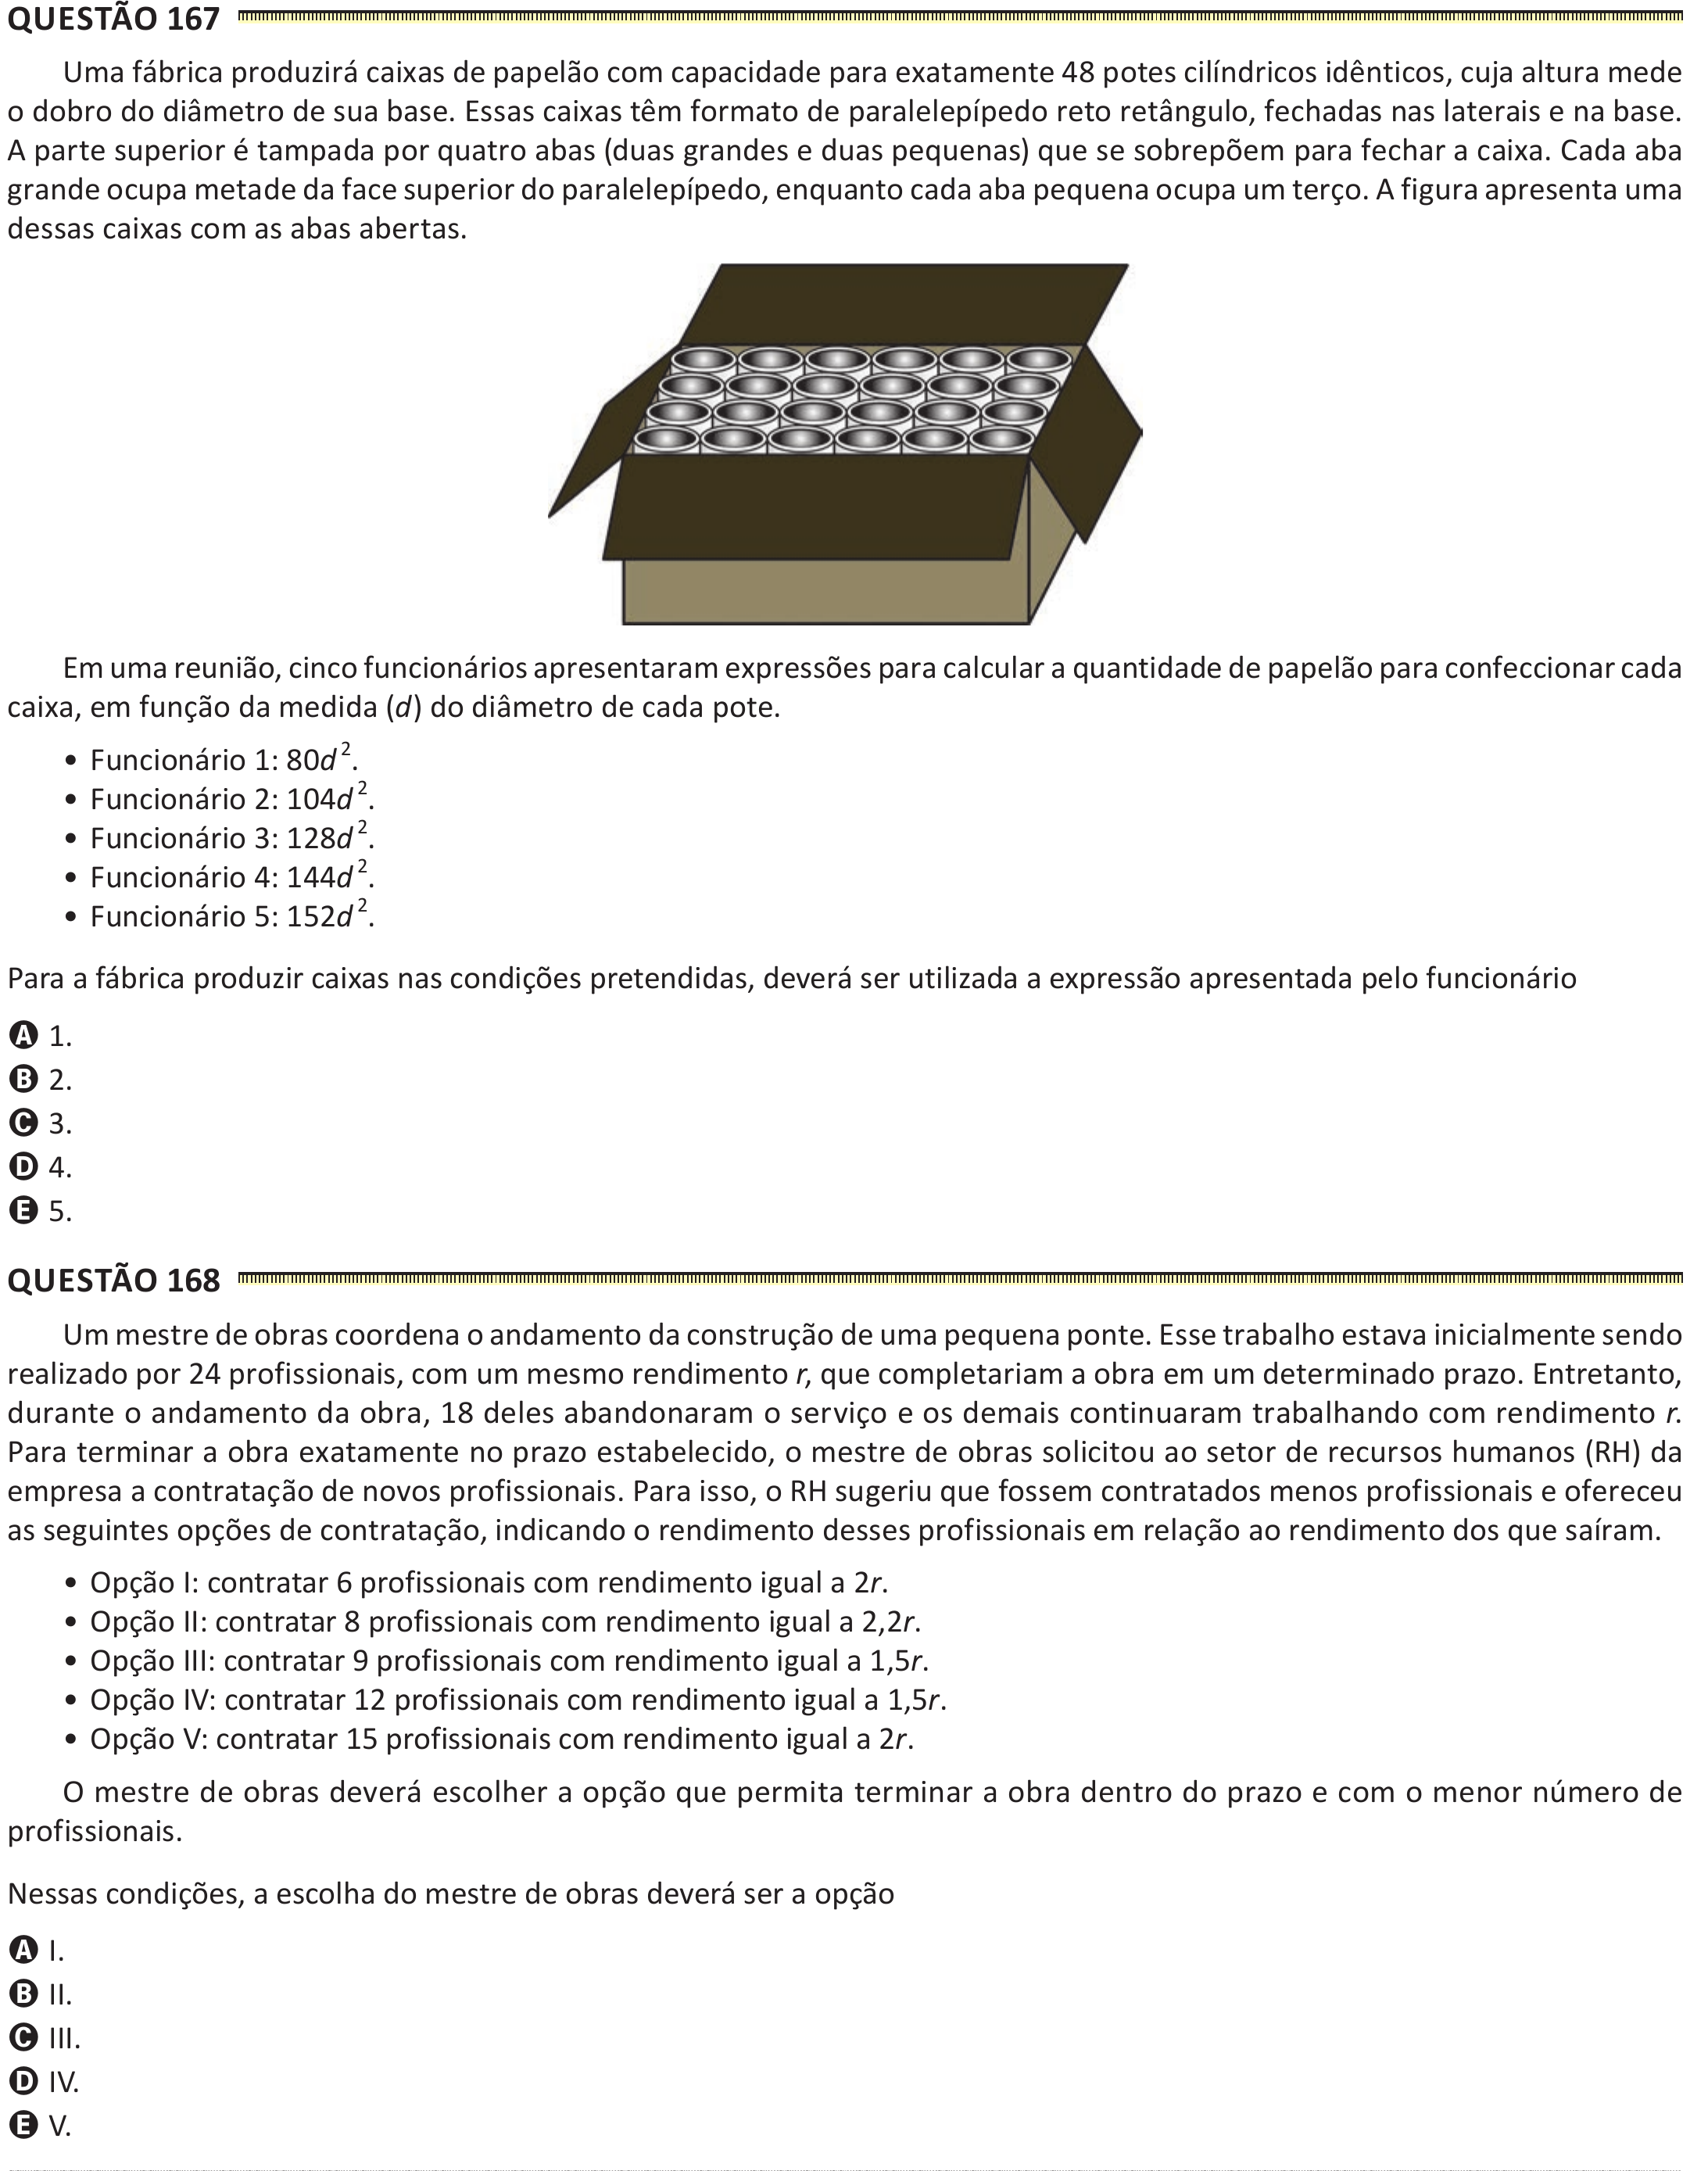 QUESTÃO 167
Uma fábrica produzirá caixas de papelão com capacidade para exatamente 48 potes cilíndricos idênticos, cuja altura mede
o dobro do diâmetro de sua base. Essas caixas têm formato de paralelepípedo reto retângulo, fechadas nas laterais e na base.
A parte superior é tampada por quatro abas (duas grandes e duas pequenas) que se sobrepõem para fechar a caixa. Cada aba
grande ocupa metade da face superior do paralelepípedo, enquanto cada aba pequena ocupa um terço. A figura apresenta uma
dessas caixas com as abas abertas.
Em uma reunião, cinco funcionários apresentaram expressões para calcular a quantidade de papelão para confeccionar cada
caixa, em função da medida (d) do diâmetro de cada pote.
• Funcionário 1: 80d².
• Funcionário 2: 104d².
• Funcionário 3: 128d².
• Funcionário 4: 144d².
• Funcionário 5: 152d².
Para a fábrica produzir caixas nas condições pretendidas, deverá ser utilizada a expressão apresentada pelo funcionário
A 1.
B 2.
C 3.
D 4.
E 5.
QUESTÃO 168
Um mestre de obras coordena o andamento da construção de uma pequena ponte. Esse trabalho estava inicialmente sendo
realizado por 24 profissionais, com um mesmo rendimento r, que completariam a obra em um determinado prazo. Entretanto,
durante o andamento da obra, 18 deles abandonaram o serviço e os demais continuaram trabalhando com rendimento r.
Para terminar a obra exatamente no prazo estabelecido, o mestre de obras solicitou ao setor de recursos humanos (RH) da
empresa a contratação de novos profissionais. Para isso, o RH sugeriu que fossem contratados menos profissionais e ofereceu
as seguintes opções de contratação, indicando o rendimento desses profissionais em relação ao rendimento dos que saíram.
• Opção I: contratar 6 profissionais com rendimento igual a 2r.
• Opção II: contratar 8 profissionais com rendimento igual a 2,2r.
• Opção III: contratar 9 profissionais com rendimento igual a 1,5r.
• Opção IV: contratar 12 profissionais com rendimento igual a 1,5r.
• Opção V: contratar 15 profissionais com rendimento igual a 2r.
O mestre de obras deverá escolher a opção que permita terminar a obra dentro do prazo e com o menor número de
profissionais.
Nessas condições, a escolha do mestre de obras deverá ser a opção
A I.
B II.
C III.
D IV.
E V.